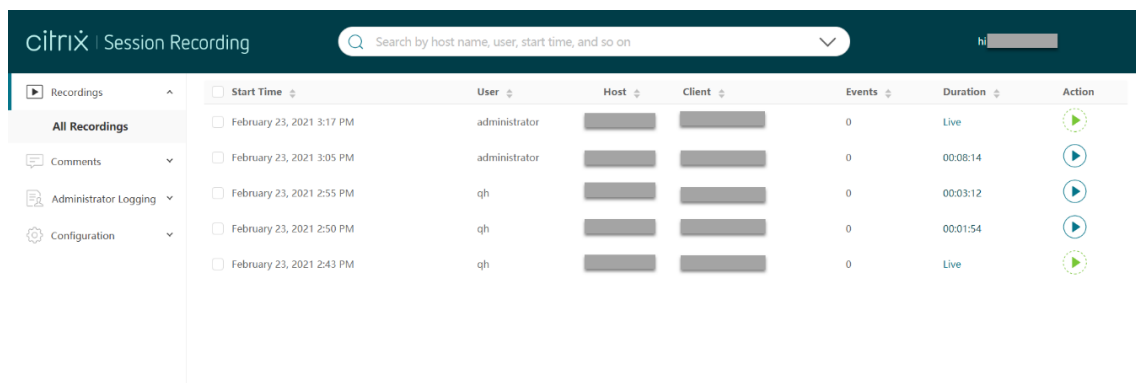 citrix | Session Recording
Search by host name, user, start time, and so on
hi
Recordings
All Recordings
Comments
Administrator Logging
Configuration
Start Time User Host Client Events Duration Action
February 23, 2021 3:17 PM administrator 0 Live
February 23, 2021 3:05 PM administrator 0 00:08:14
February 23, 2021 2:55 PM qh 0 00:03:12
February 23, 2021 2:50 PM qh 0 00:01:54
February 23, 2021 2:43 PM qh 0 Live